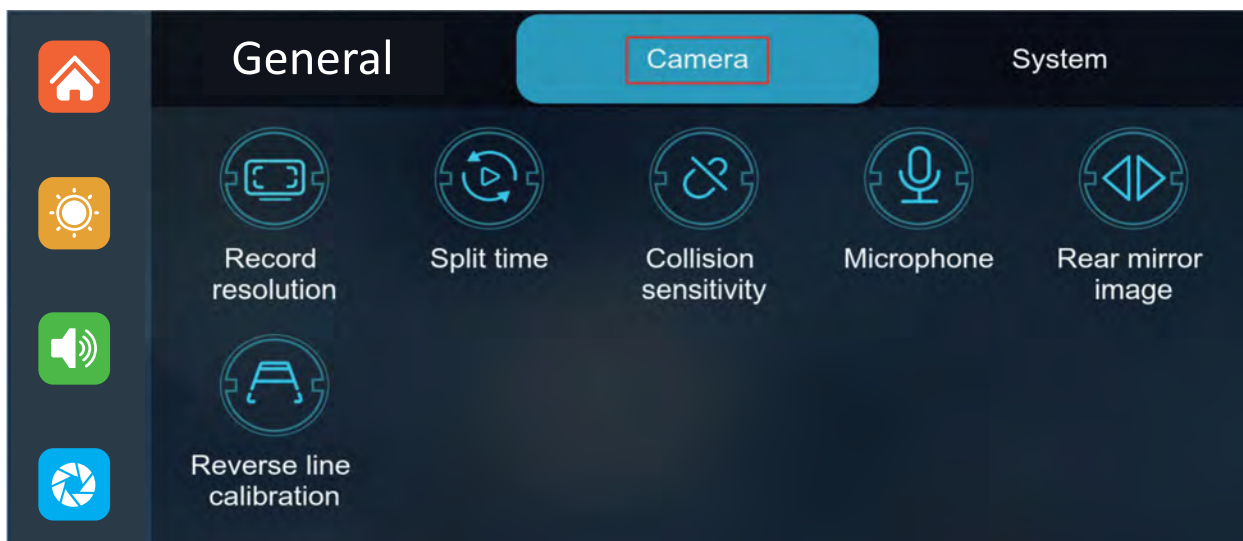 General
Camera
System
Record
resolution
Split time
Collision
sensitivity
Microphone
Rear mirror
image
Reverse line
calibration